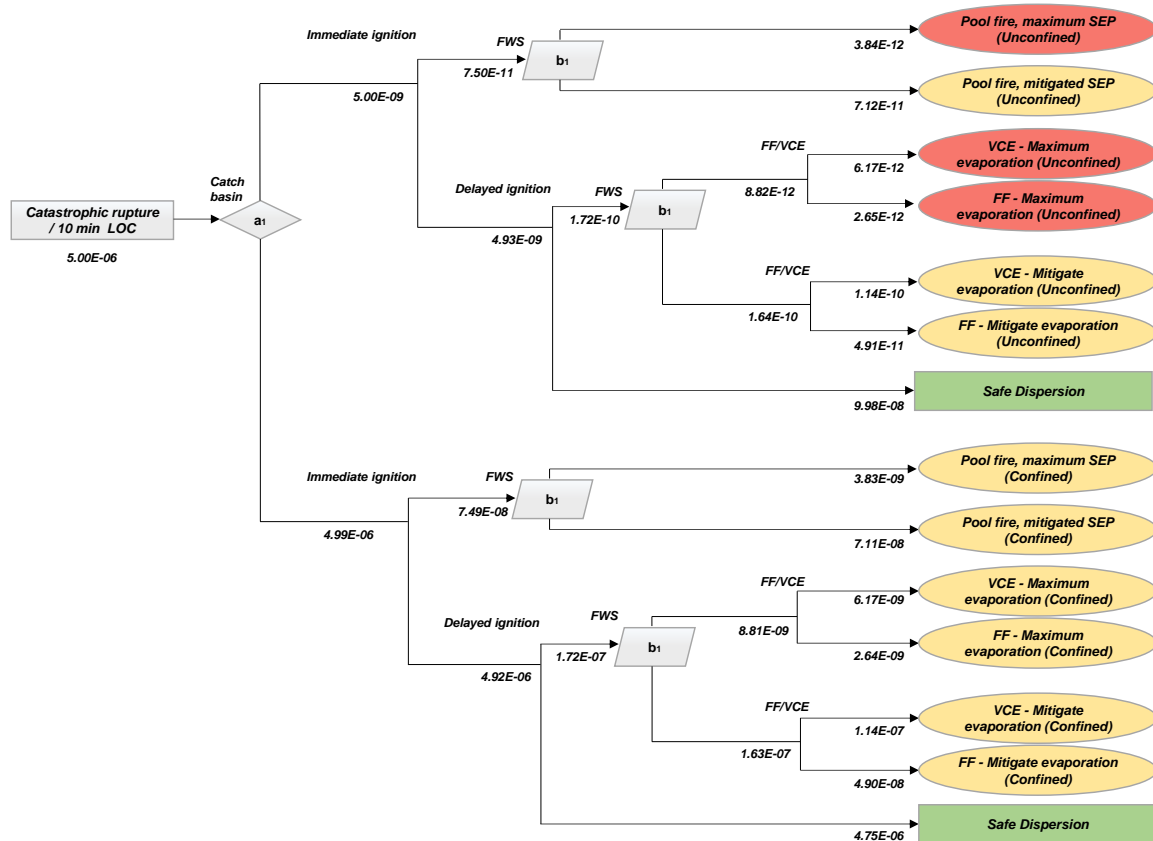 Immediate ignition
FWS
b1
7.50E-11
5.00E-09
3.84E-12
Pool fire, maximum SEP
(Unconfined)
7.12E-11
Pool fire, mitigated SEP
(Unconfined)
Catastrophic rupture
/ 10 min LOC
5.00E-06
Catch
basin
a1
Delayed ignition
4.93E-09
FWS
1.72E-10
b1
FF/VCE
8.82E-12
6.17E-12
VCE - Maximum
evaporation (Unconfined)
2.65E-12
FF - Maximum
evaporation (Unconfined)
FF/VCE
1.64E-10
1.14E-10
VCE - Mitigate
evaporation (Unconfined)
4.91E-11
FF - Mitigate evaporation
(Unconfined)
9.98E-08
Safe Dispersion
Immediate ignition
4.99E-06
FWS
7.49E-08
b1
3.83E-09
Pool fire, maximum SEP
(Confined)
7.11E-08
Pool fire, mitigated SEP
(Confined)
Delayed ignition
4.92E-06
FWS
1.72E-07
b1
FF/VCE
8.81E-09
6.17E-09
VCE - Maximum
evaporation (Confined)
2.64E-09
FF - Maximum
evaporation (Confined)
FF/VCE
1.63E-07
1.14E-07
VCE - Mitigate
evaporation (Confined)
4.90E-08
FF - Mitigate evaporation
(Confined)
4.75E-06
Safe Dispersion